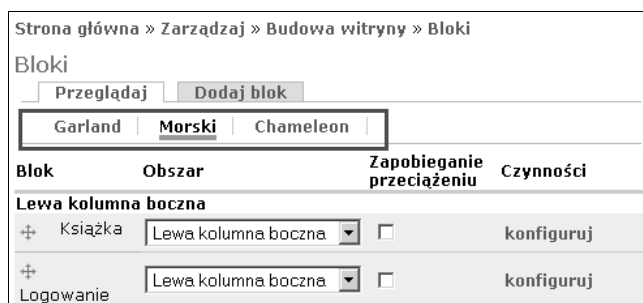 Strona główna » Zarządzaj » Budowa witryny » Bloki
Bloki
Przeglądaj Dodaj blok
Garland Morski Chameleon
Blok Obszar Zapobieganie przeciążeniu Czynności
Lewa kolumna boczna
Książka Lewa kolumna boczna konfiguruj
Logowanie Lewa kolumna boczna konfiguruj